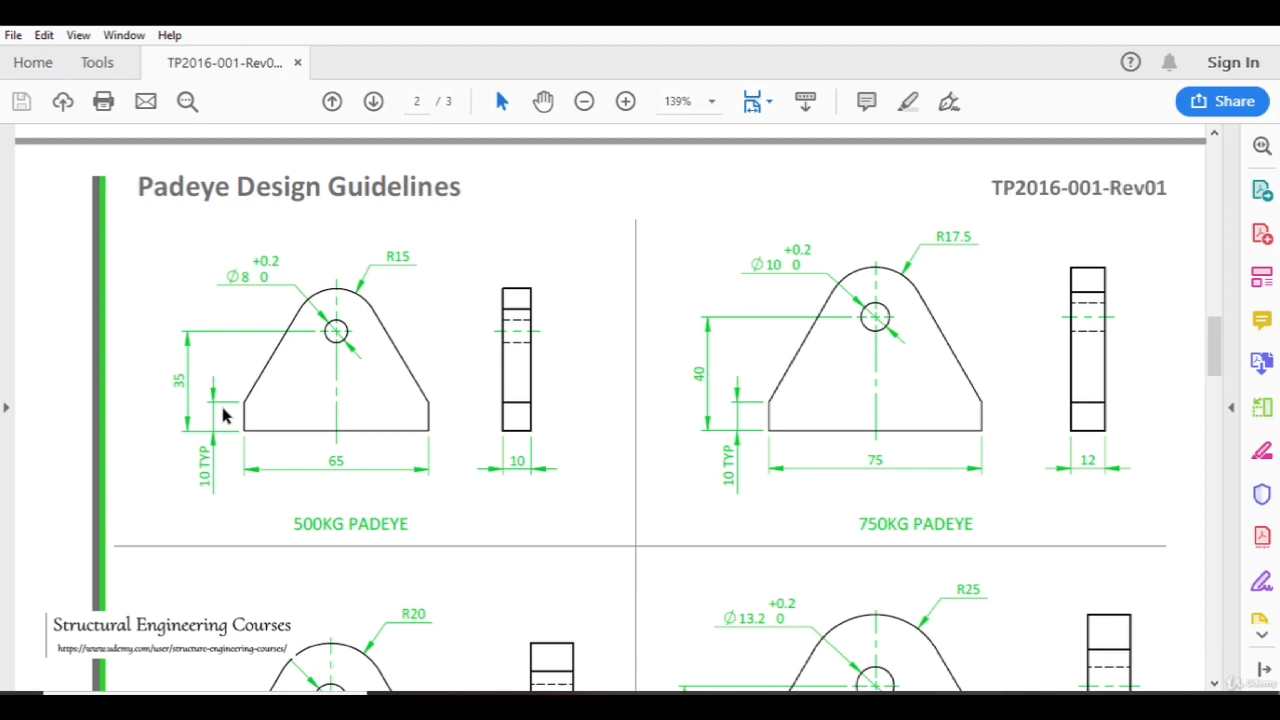 File Edit View Window Help
Home Tools TP2016-001-Rev0... × Sign In
2 / 3 139% Share
Padeye Design Guidelines TP2016-001-Rev01
+0.2
∅8 0
R15
35
10 TYP
65
10
500KG PADEYE
+0.2
∅10 0
R17.5
40
10 TYP
75
12
750KG PADEYE
R20
+0.2
∅13.2 0
R25
Structural Engineering Courses
https://www.udemy.com/user/structure-engineering-courses/
Udemy